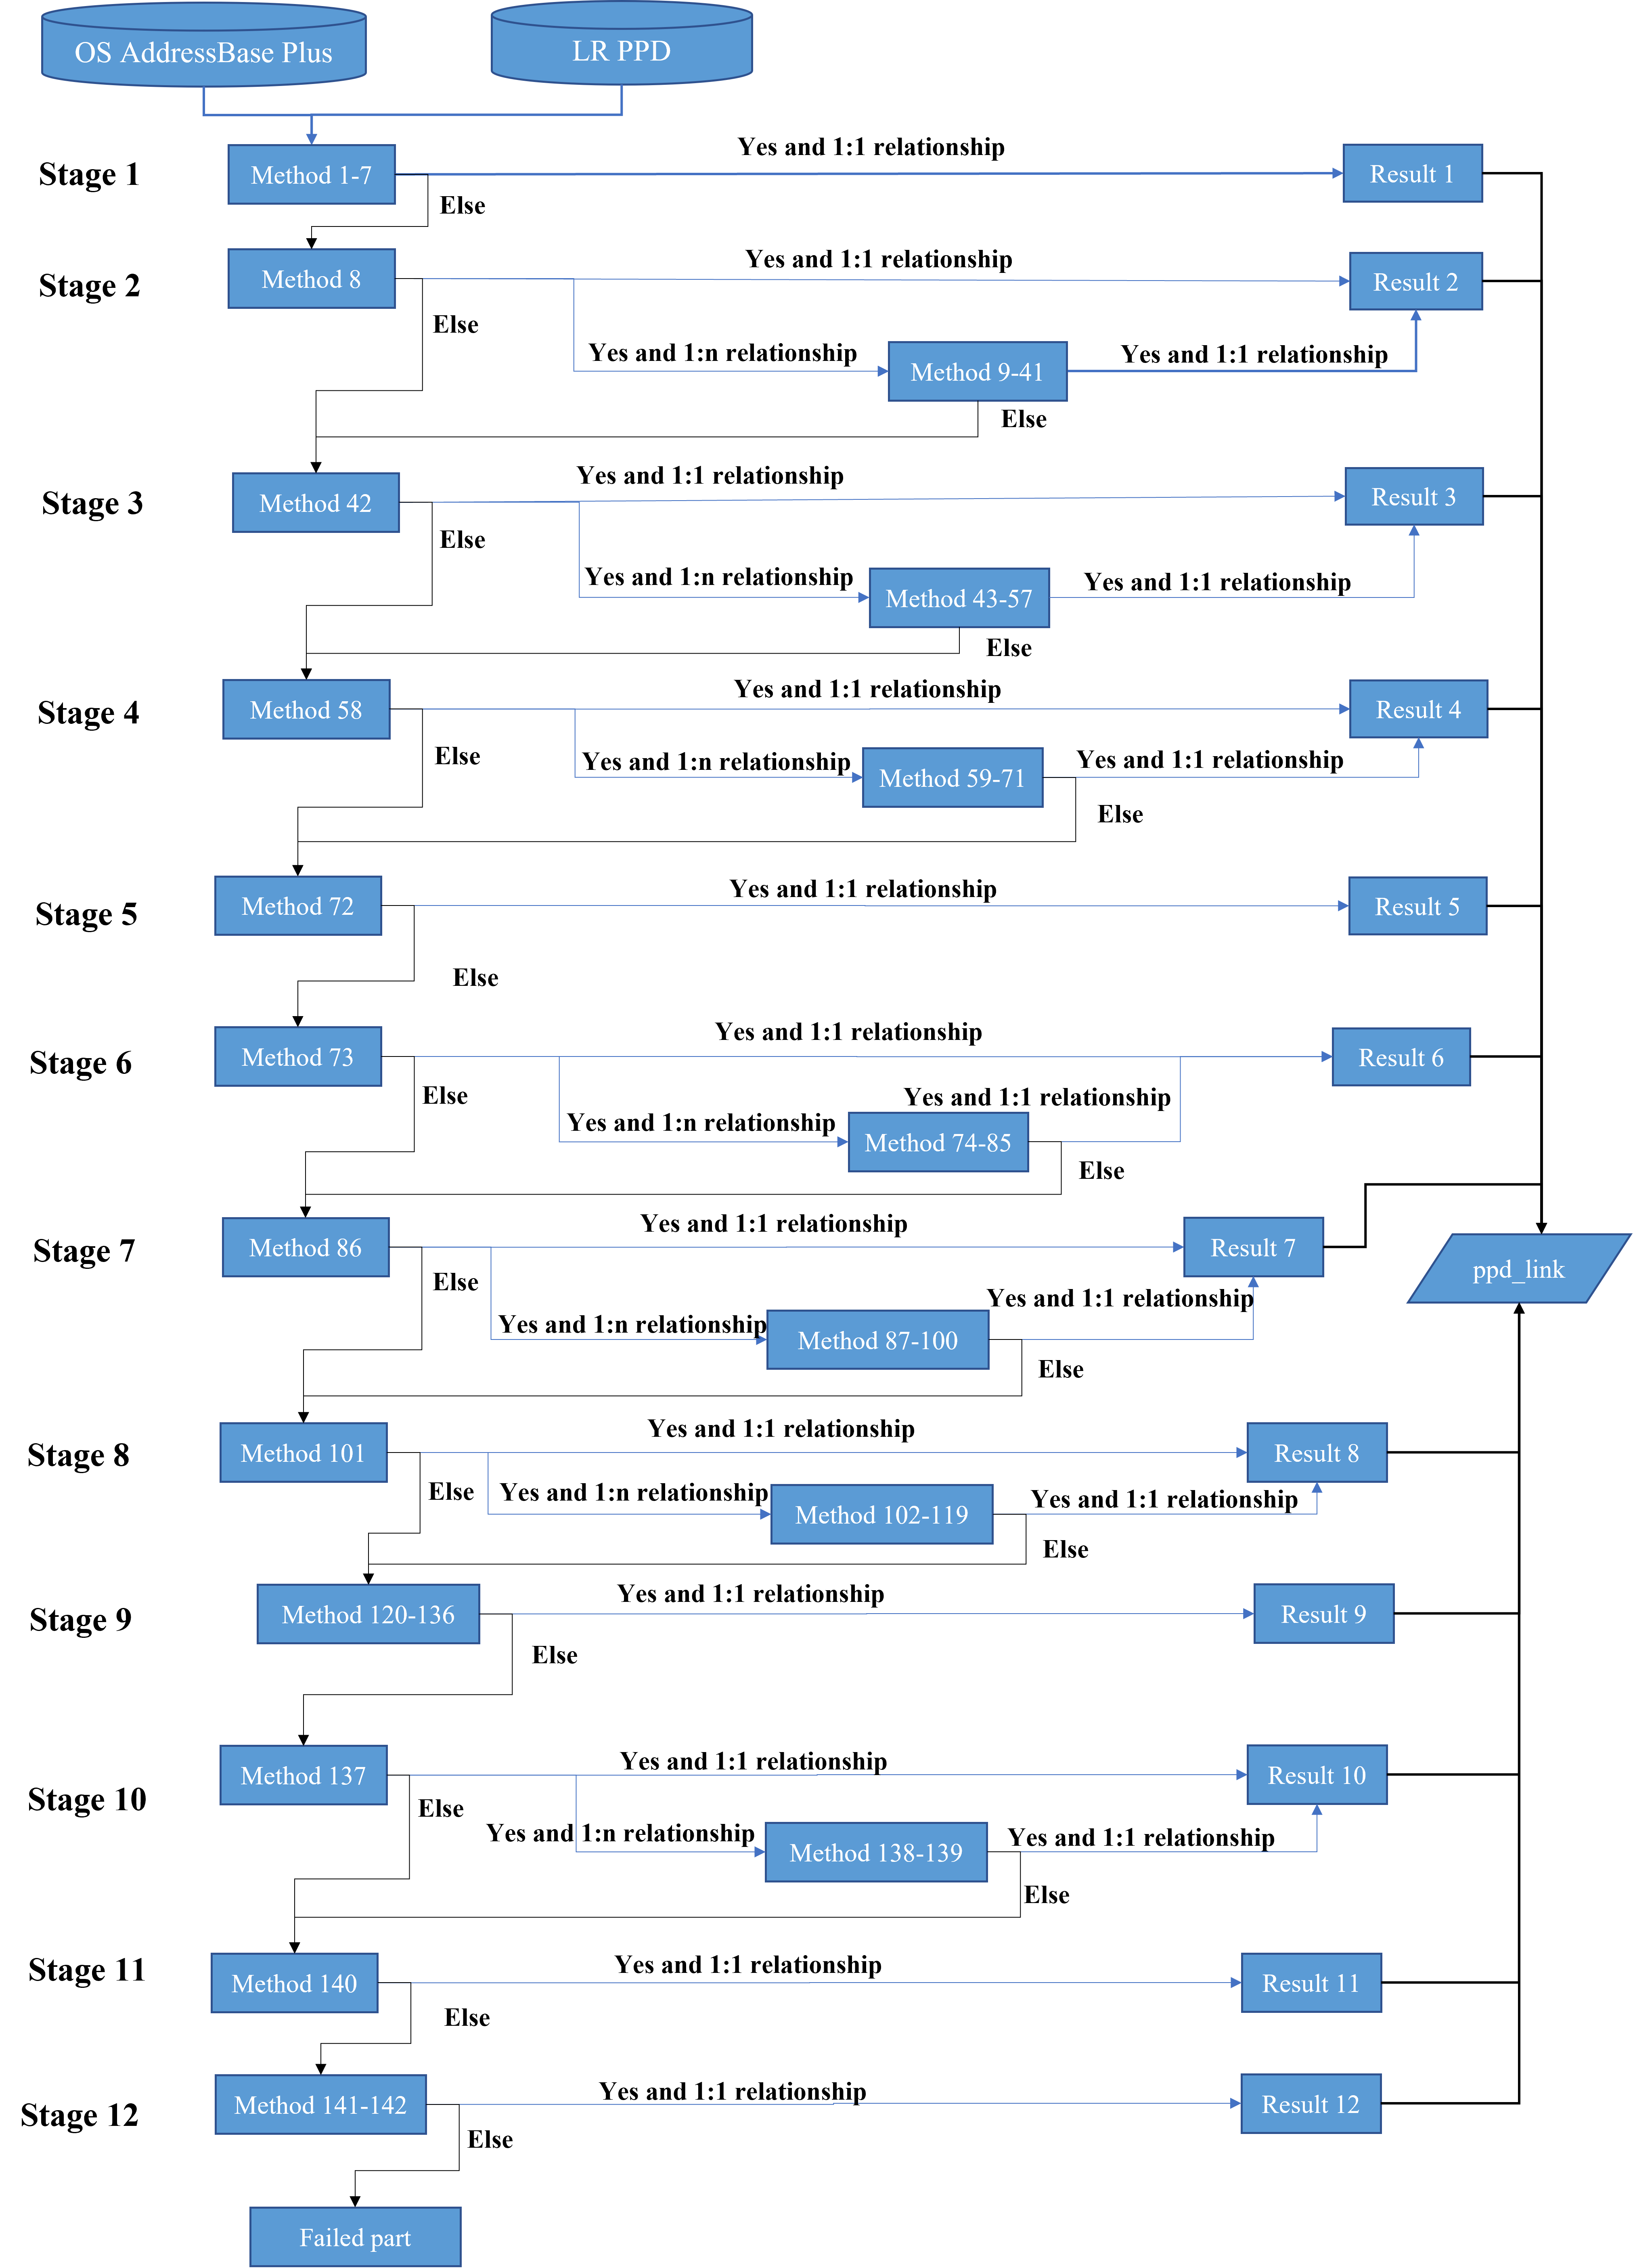 OS AddressBase Plus
LR PPD
Stage 1
Method 1-7
Yes and 1:1 relationship
Result 1
Else
Stage 2
Method 8
Yes and 1:1 relationship
Result 2
Else
Yes and 1:n relationship
Method 9-41
Yes and 1:1 relationship
Else
Stage 3
Method 42
Yes and 1:1 relationship
Result 3
Else
Yes and 1:n relationship
Method 43-57
Yes and 1:1 relationship
Else
Stage 4
Method 58
Yes and 1:1 relationship
Result 4
Else
Yes and 1:n relationship
Method 59-71
Yes and 1:1 relationship
Else
Stage 5
Method 72
Yes and 1:1 relationship
Result 5
Else
Stage 6
Method 73
Yes and 1:1 relationship
Result 6
Else
Yes and 1:n relationship
Method 74-85
Yes and 1:1 relationship
Else
Stage 7
Method 86
Yes and 1:1 relationship
Result 7
ppd_link
Else
Yes and 1:n relationship
Method 87-100
Yes and 1:1 relationship
Else
Stage 8
Method 101
Yes and 1:1 relationship
Result 8
Else
Yes and 1:n relationship
Method 102-119
Yes and 1:1 relationship
Else
Stage 9
Method 120-136
Yes and 1:1 relationship
Result 9
Else
Stage 10
Method 137
Yes and 1:1 relationship
Result 10
Else
Yes and 1:n relationship
Method 138-139
Yes and 1:1 relationship
Else
Stage 11
Method 140
Yes and 1:1 relationship
Result 11
Else
Stage 12
Method 141-142
Yes and 1:1 relationship
Result 12
Else
Failed part